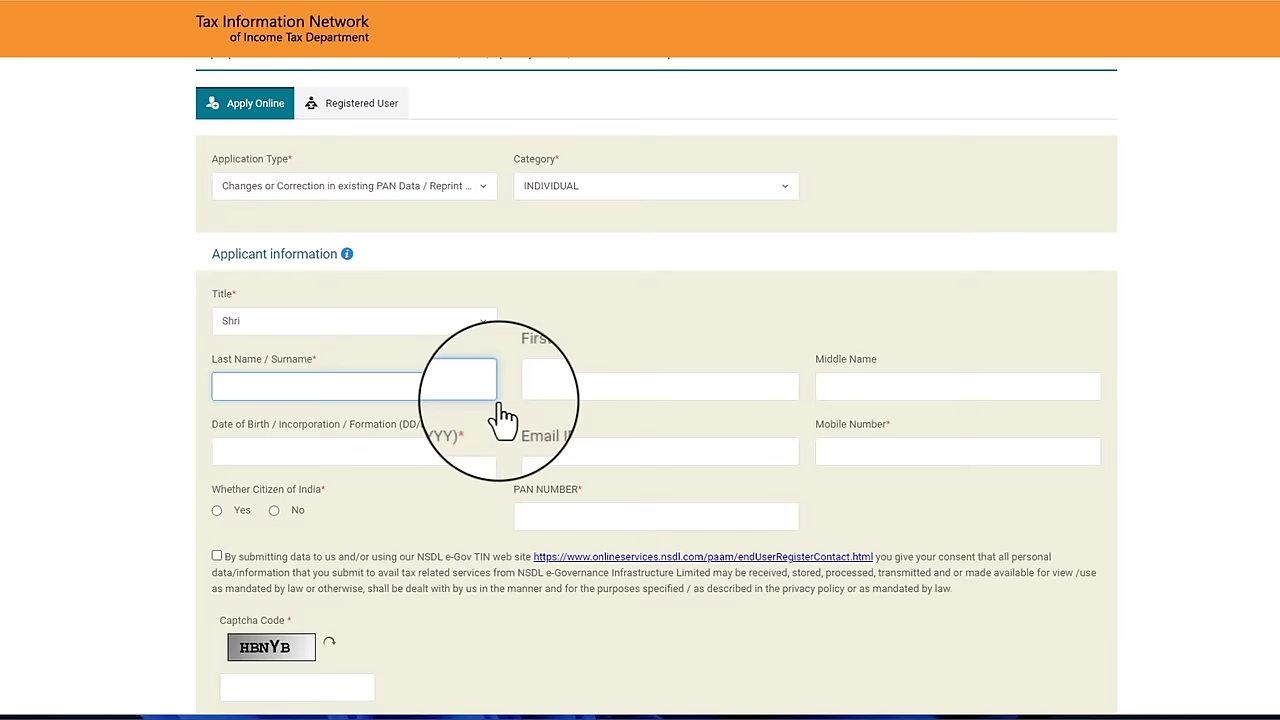 Tax Information Network
of Income Tax Department
Apply Online
Registered User
Application Type*
Category*
Changes or Correction in existing PAN Data / Reprint ...
INDIVIDUAL
Applicant information
Title*
Shri
Last Name / Surname*
First
Middle Name
Date of Birth / Incorporation / Formation (DD/
YYY)*
Email I
Mobile Number*
Whether Citizen of India*
PAN NUMBER*
Yes
No
By submitting data to us and/or using our NSDL e-Gov TIN web site https://www.onlineservices.nsdl.com/paam/endUserRegisterContact.html you give your consent that all personal
data/information that you submit to avail tax related services from NSDL e-Governance Infrastructure Limited may be received, stored, processed, transmitted and or made available for view /use
as mandated by law or otherwise, shall be dealt with by us in the manner and for the purposes specified / as described in the privacy policy or as mandated by law.
Captcha Code *
HBNYB